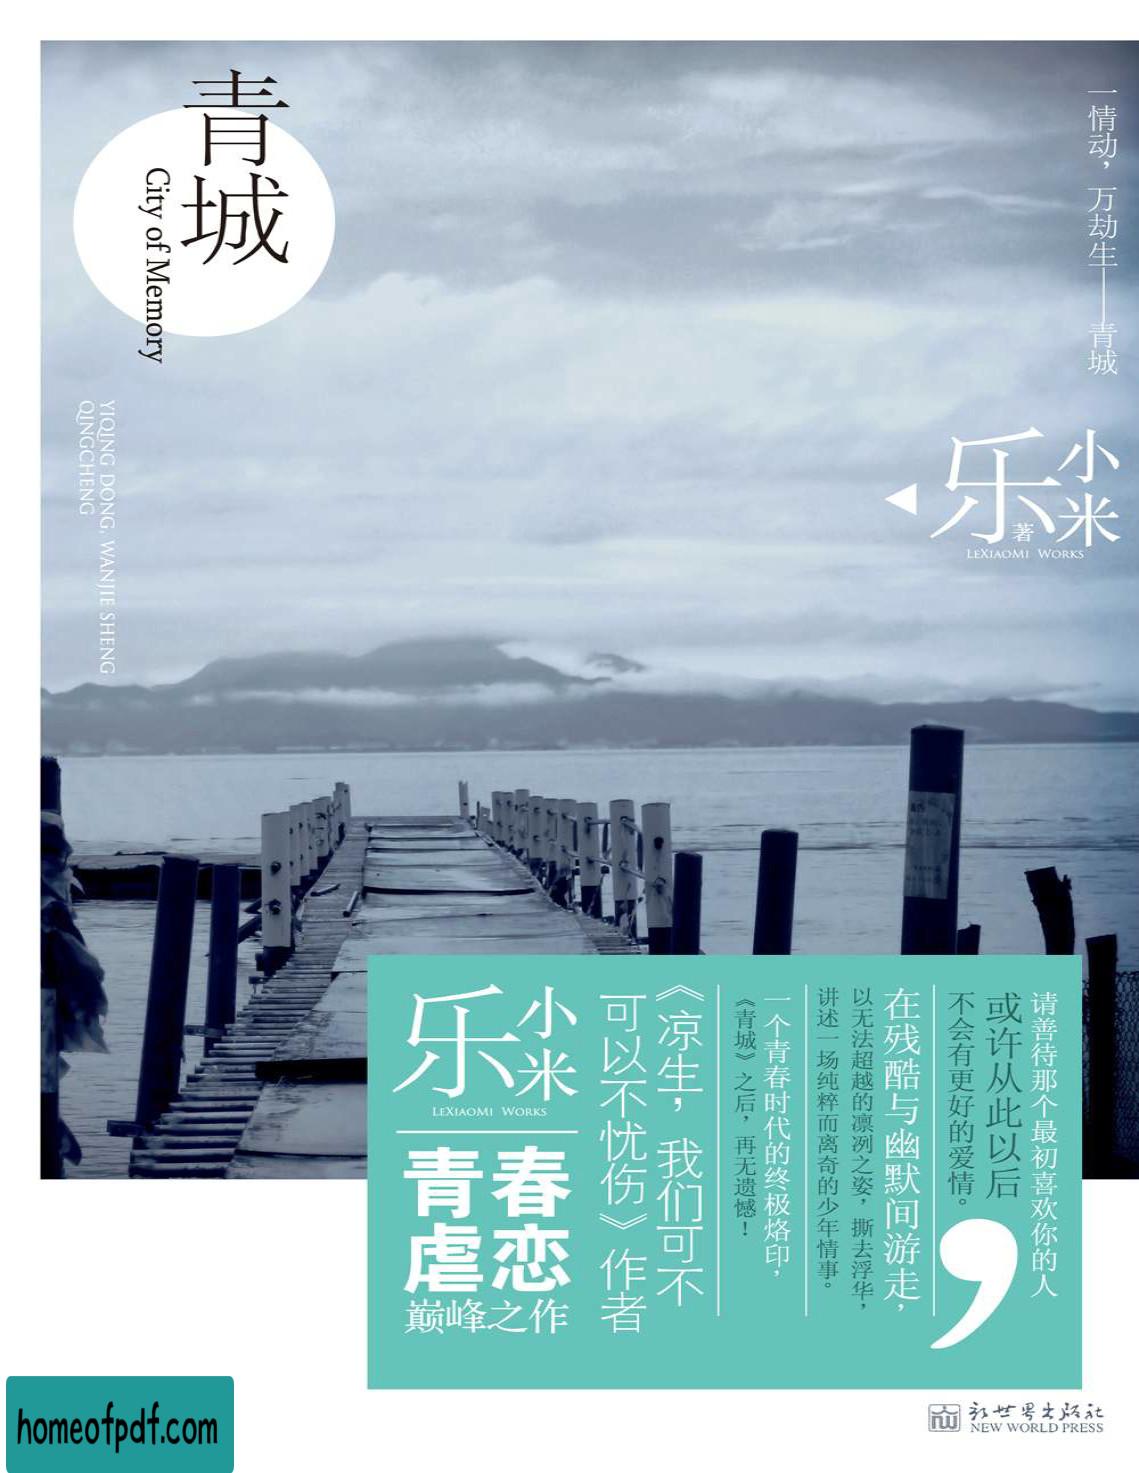 青城
City of Memory
YIQING DONG, WANJIE SHENG
QINGCHENG
一情动，万劫生——青城
乐小米
著
LEXIAOMI WORKS
请善待那个最初喜欢你的人
或许从此以后
不会有更好的爱情。
在残酷与幽默间游走，
以无法超越的凛冽之姿，撕去浮华，
讲述一场纯粹而离奇的少年情事。
一个青春时代的终极烙印，
《青城》之后，再无遗憾！
《凉生，我们可不
可以不忧伤》作者
乐小米
LEXIAOMI WORKS
青春
虐恋
巅峰之作
新世界出版社
NEW WORLD PRESS
homeofpdf.com